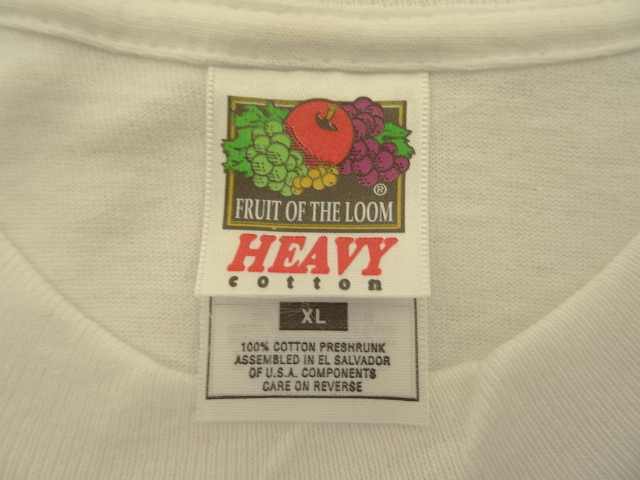 ®
FRUIT OF THE LOOM
HEAVY
cotton
XL
100% COTTON PRESHRUNK
ASSEMBLED IN EL SALVADOR
OF U.S.A. COMPONENTS
CARE ON REVERSE